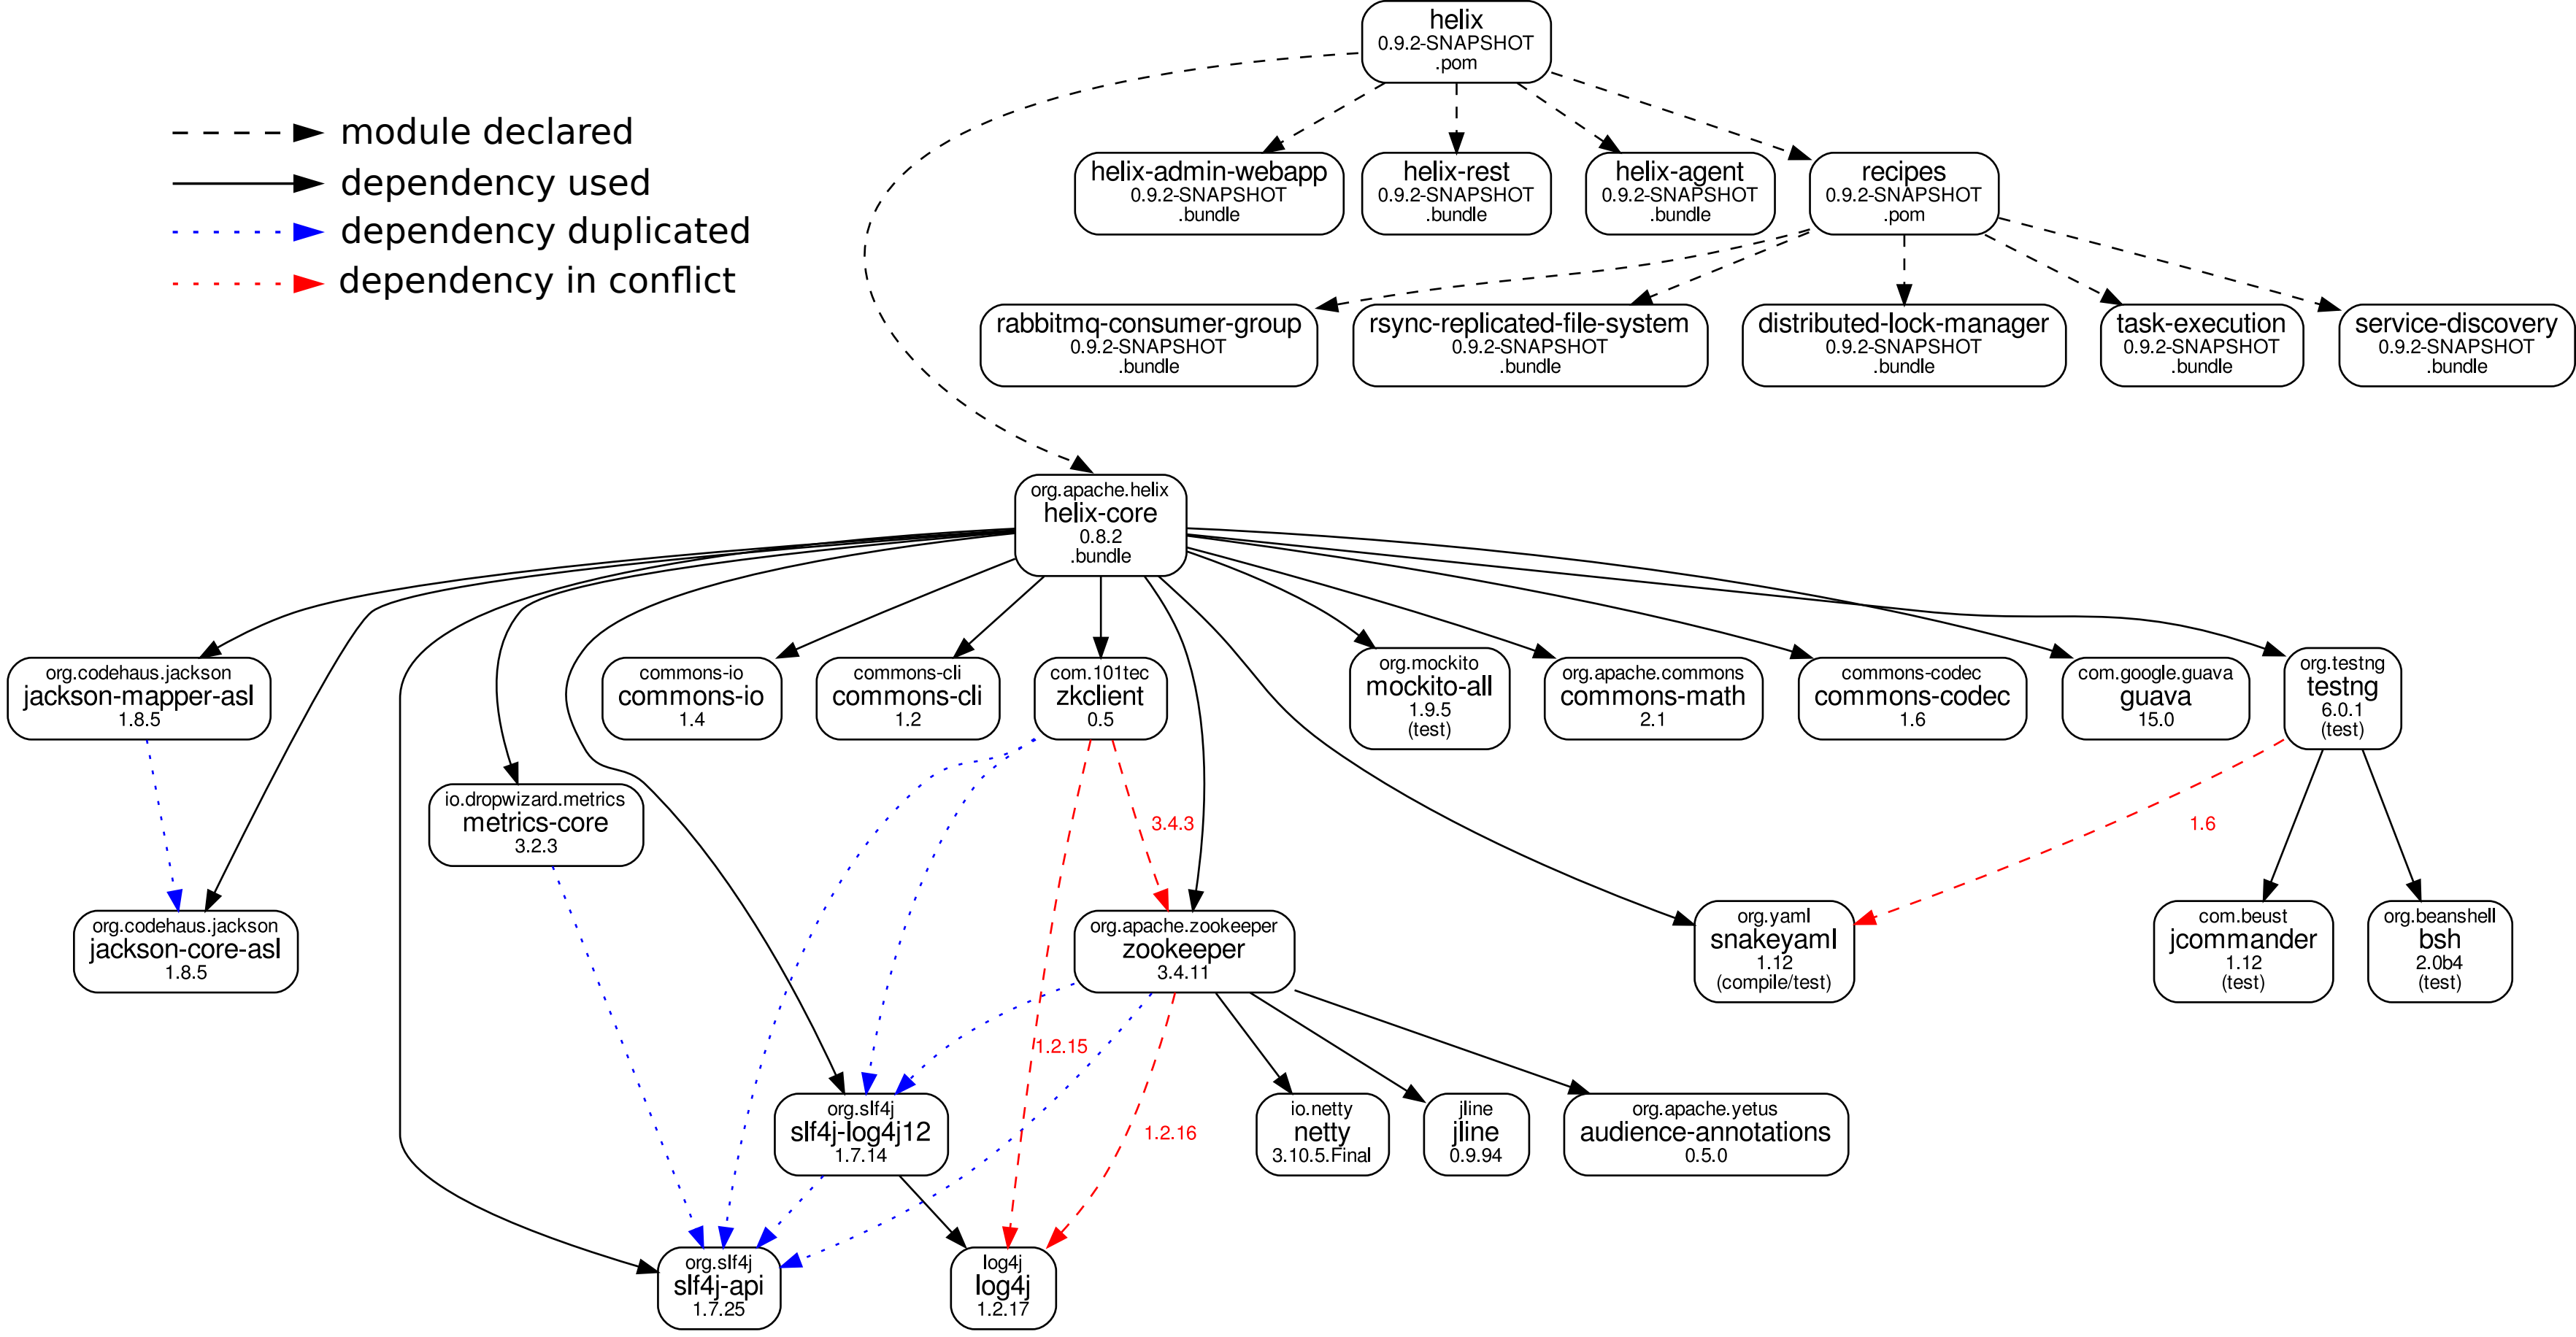 helix
0.9.2-SNAPSHOT
.pom
module declared
dependency used
dependency duplicated
dependency in conflict
helix-admin-webapp
0.9.2-SNAPSHOT
.bundle
helix-rest
0.9.2-SNAPSHOT
.bundle
helix-agent
0.9.2-SNAPSHOT
.bundle
recipes
0.9.2-SNAPSHOT
.pom
rabbitmq-consumer-group
0.9.2-SNAPSHOT
.bundle
rsync-replicated-file-system
0.9.2-SNAPSHOT
.bundle
distributed-lock-manager
0.9.2-SNAPSHOT
.bundle
task-execution
0.9.2-SNAPSHOT
.bundle
service-discovery
0.9.2-SNAPSHOT
.bundle
org.apache.helix
helix-core
0.8.2
.bundle
org.codehaus.jackson
jackson-mapper-asl
1.8.5
commons-io
commons-io
1.4
commons-cli
commons-cli
1.2
com.101tec
zkclient
0.5
org.mockito
mockito-all
1.9.5
(test)
org.apache.commons
commons-math
2.1
commons-codec
commons-codec
1.6
com.google.guava
guava
15.0
org.testng
testng
6.0.1
(test)
io.dropwizard.metrics
metrics-core
3.2.3
3.4.3
1.6
org.codehaus.jackson
jackson-core-asl
1.8.5
org.apache.zookeeper
zookeeper
3.4.11
org.yaml
snakeyaml
1.12
(compile/test)
com.beust
jcommander
1.12
(test)
org.beanshell
bsh
2.0b4
(test)
1.2.15
org.slf4j
slf4j-log4j12
1.7.14
1.2.16
io.netty
netty
3.10.5.Final
jline
jline
0.9.94
org.apache.yetus
audience-annotations
0.5.0
org.slf4j
slf4j-api
1.7.25
log4j
log4j
1.2.17